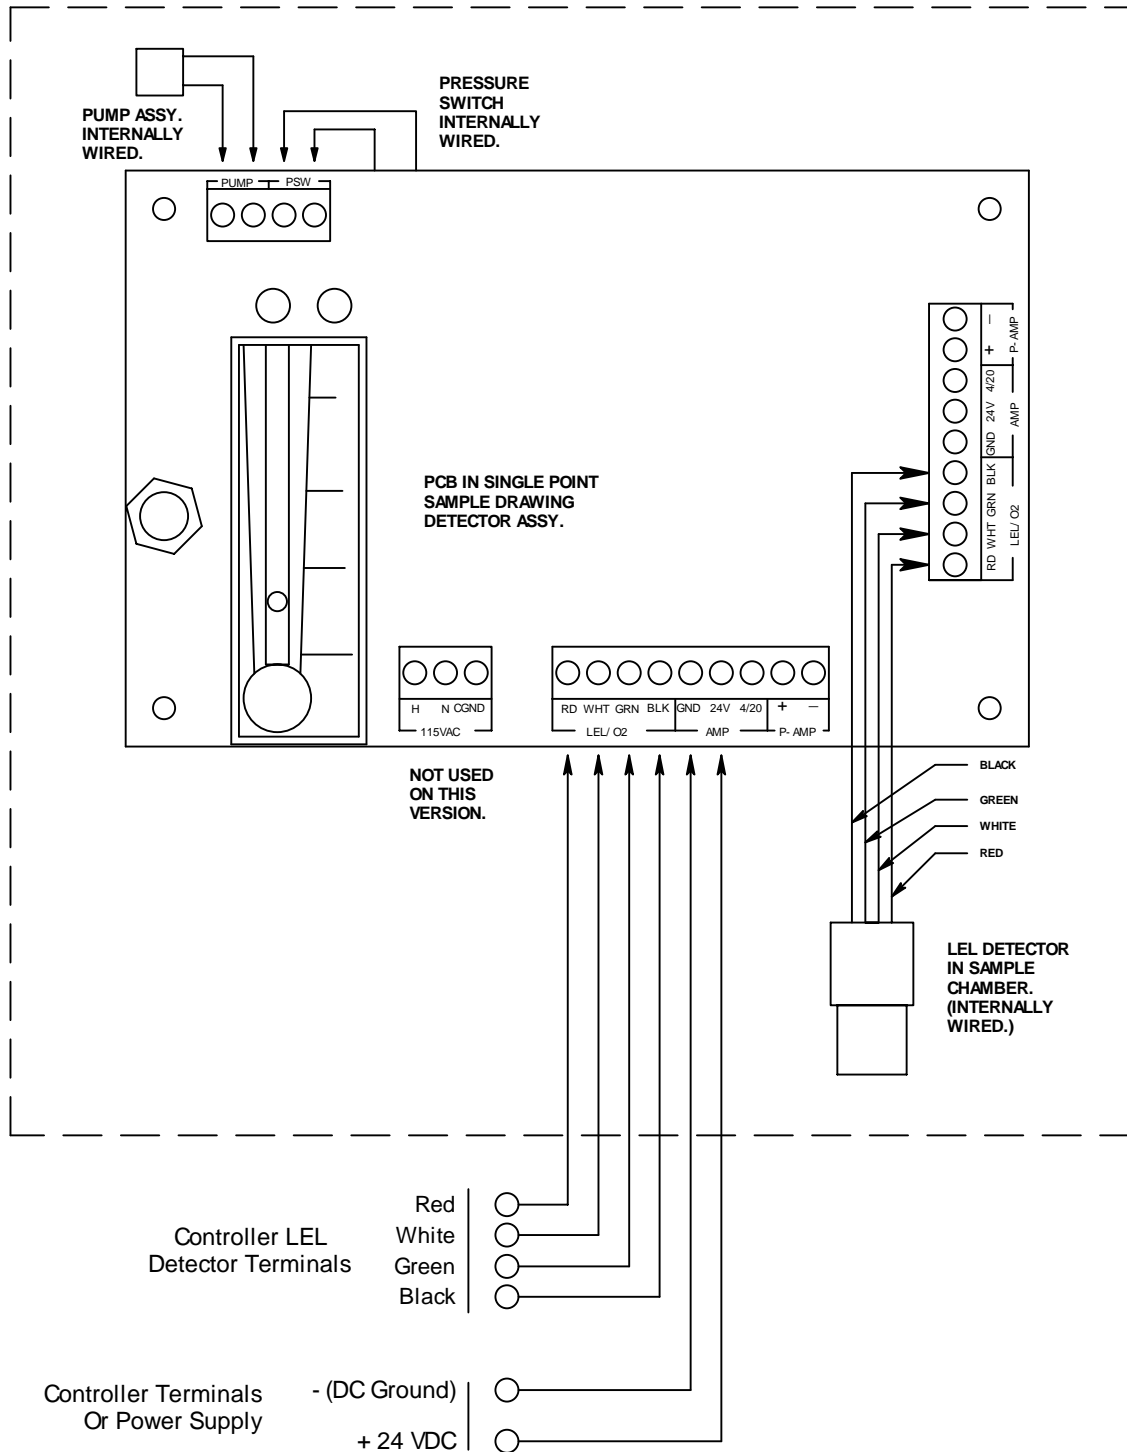 PUMP ASSY.
INTERNALLY
WIRED.
PRESSURE
SWITCH
INTERNALLY
WIRED.
PUMP PSW
P- AMP
AMP
LEL/ O2
RD WHT GRN BLK GND 24V 4/20 + –
PCB IN SINGLE POINT
SAMPLE DRAWING
DETECTOR ASSY.
H N CGND
115VAC
RD WHT GRN BLK GND 24V 4/20 + –
LEL/ O2 AMP P- AMP
NOT USED
ON THIS
VERSION.
BLACK
GREEN
WHITE
RED
LEL DETECTOR
IN SAMPLE
CHAMBER.
(INTERNALLY
WIRED.)
Controller LEL
Detector Terminals
Red
White
Green
Black
Controller Terminals
Or Power Supply
- (DC Ground)
+ 24 VDC